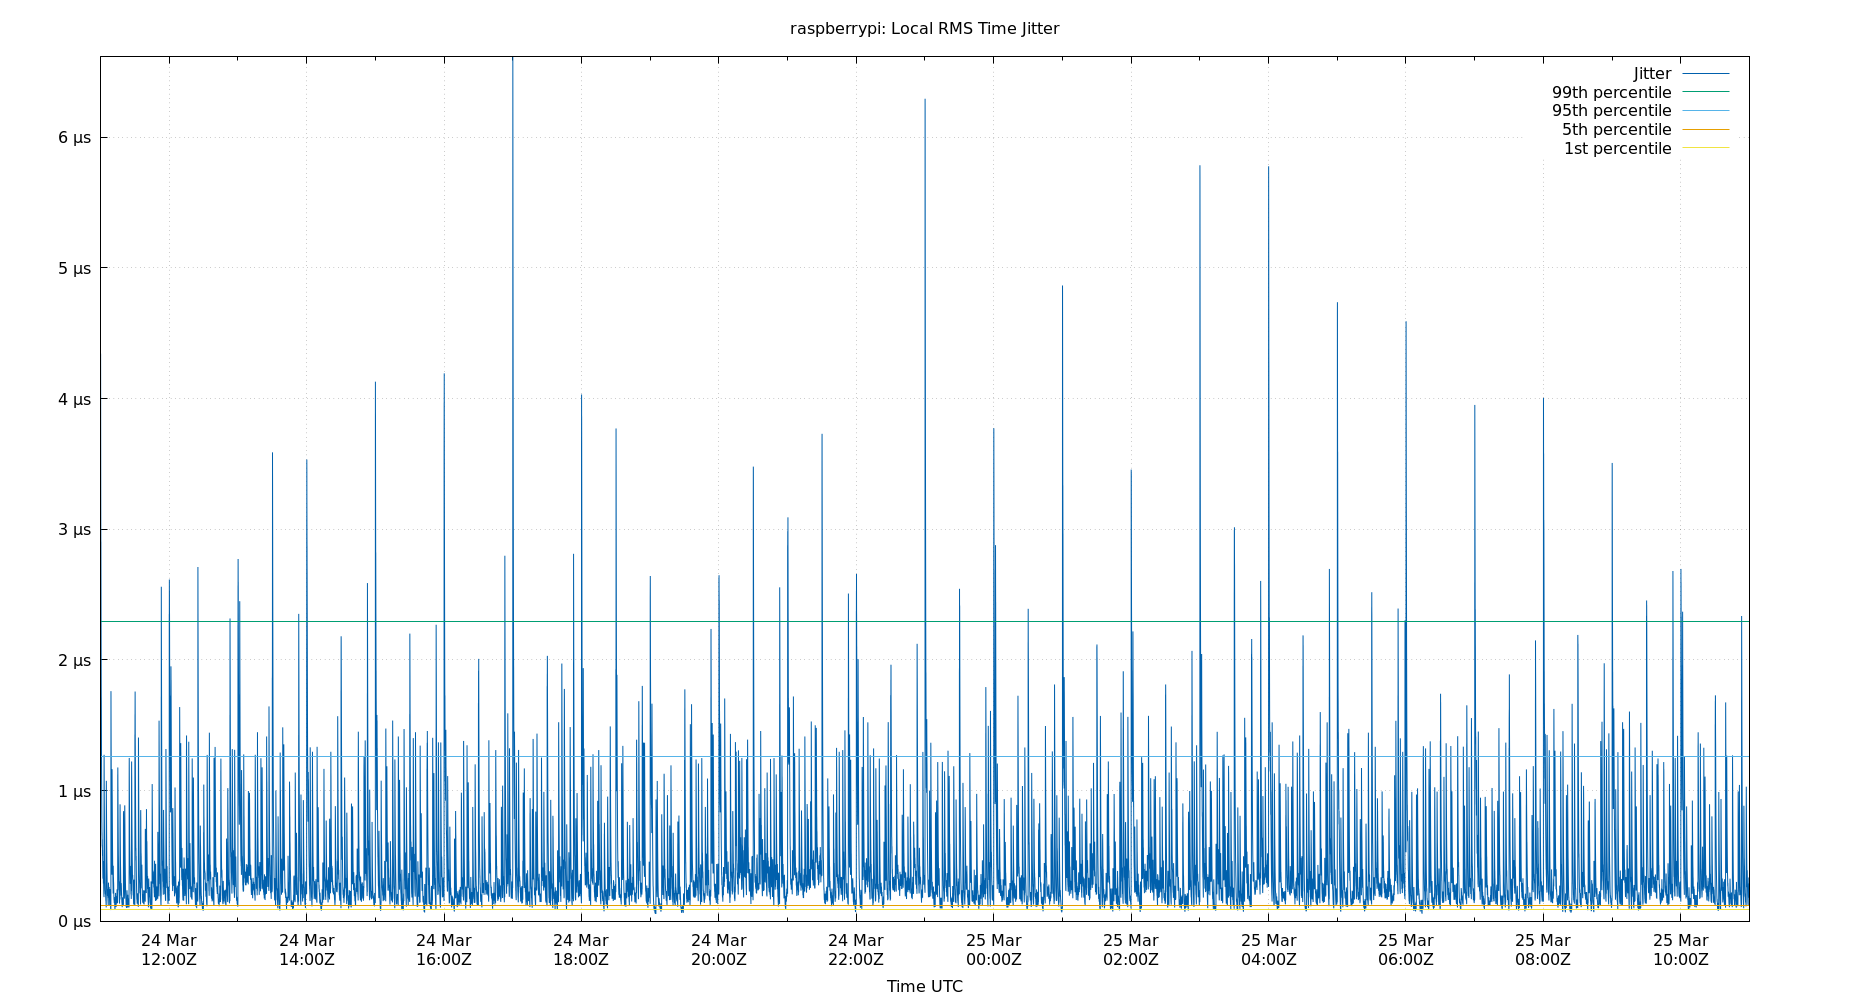 raspberrypi: Local RMS Time Jitter
Jitter
99th percentile
95th percentile
5th percentile
1st percentile
6 µs
5 µs
4 µs
3 µs
2 µs
1 µs
0 µs
24 Mar 24 Mar 24 Mar 24 Mar 24 Mar 24 Mar 25 Mar 25 Mar 25 Mar 25 Mar 25 Mar 25 Mar
12:00Z 14:00Z 16:00Z 18:00Z 20:00Z 22:00Z 00:00Z 02:00Z 04:00Z 06:00Z 08:00Z 10:00Z
Time UTC